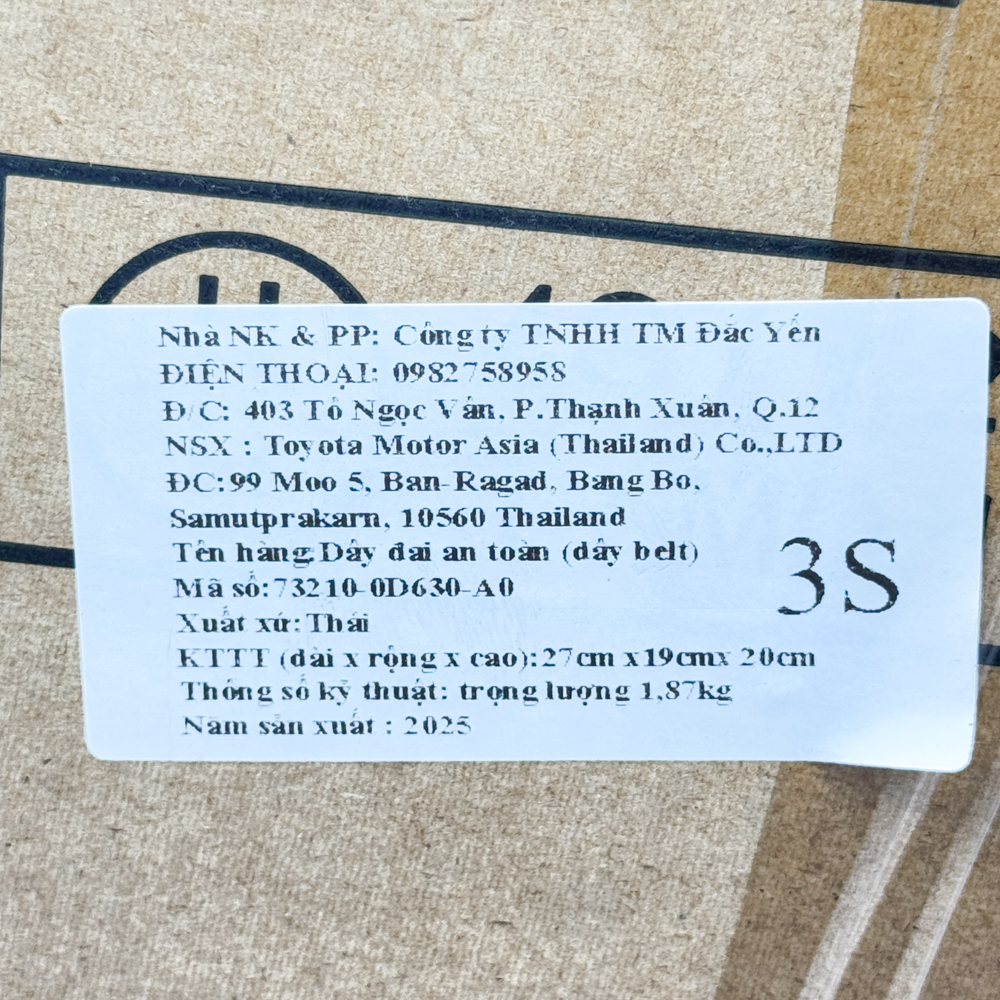 Nhà NK & PP: Công ty TNHH TM Đắc Yến
ĐIỆN THOẠI: 0982758958
Đ/C: 403 Tô Ngọc Vân, P.Thạnh Xuân, Q.12
NSX : Toyota Motor Asia (Thailand) Co.,LTD
ĐC:99 Moo 5, Ban-Ragad, Bang Bo,
Samutprakarn, 10560 Thailand
Tên hàng:Dây đai an toàn (dây belt)
Mã số:73210-0D630-A0
3S
Xuất xứ:Thái
KTTT (dài x rộng x cao):27cm x19cmx 20cm
Thông số kỹ thuật: trọng lượng 1,87kg
Năm sản xuất : 2025